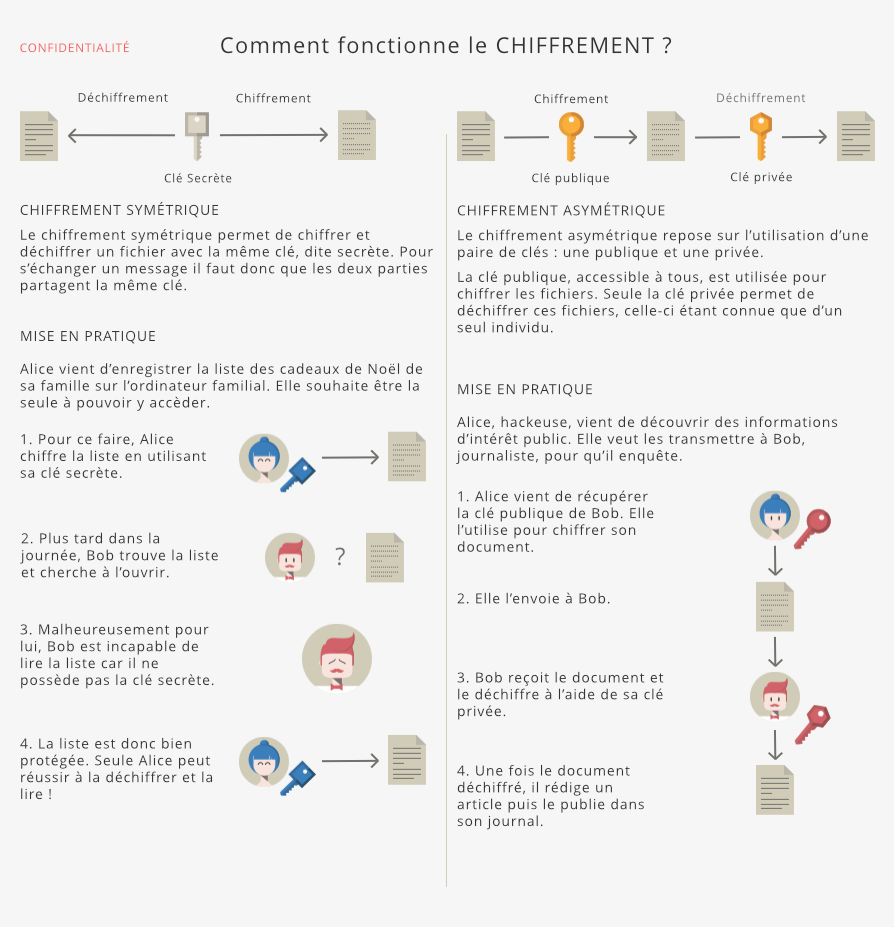 CONFIDENTIALITÉ
Comment fonctionne le CHIFFREMENT ?
Déchiffrement
Chiffrement
Clé Secrète
CHIFFREMENT SYMÉTRIQUE
Le chiffrement symétrique permet de chiffrer et
déchiffrer un fichier avec la même clé, dite secrète. Pour
s’échanger un message il faut donc que les deux parties
partagent la même clé.
MISE EN PRATIQUE
Alice vient d’enregistrer la liste des cadeaux de Noël de
sa famille sur l’ordinateur familial. Elle souhaite être la
seule à pouvoir y accèder.
1. Pour ce faire, Alice
chiffre la liste en utilisant
sa clé secrète.
2. Plus tard dans la
journée, Bob trouve la liste
et cherche à l’ouvrir.
?
3. Malheureusement pour
lui, Bob est incapable de
lire la liste car il ne
possède pas la clé secrète.
4. La liste est donc bien
protégée. Seule Alice peut
réussir à la déchiffrer et la
lire !
Chiffrement
Déchiffrement
Clé publique
Clé privée
CHIFFREMENT ASYMÉTRIQUE
Le chiffrement asymétrique repose sur l’utilisation d’une
paire de clés : une publique et une privée.
La clé publique, accessible à tous, est utilisée pour
chiffrer les fichiers. Seule la clé privée permet de
déchiffrer ces fichiers, celle-ci étant connue que d’un
seul individu.
MISE EN PRATIQUE
Alice, hackeuse, vient de découvrir des informations
d’intérêt public. Elle veut les transmettre à Bob,
journaliste, pour qu’il enquête.
1. Alice vient de récupérer
la clé publique de Bob. Elle
l’utilise pour chiffrer son
document.
2. Elle l’envoie à Bob.
3. Bob reçoit le document et
le déchiffre à l’aide de sa clé
privée.
4. Une fois le document
déchiffré, il rédige un
article puis le publie dans
son journal.